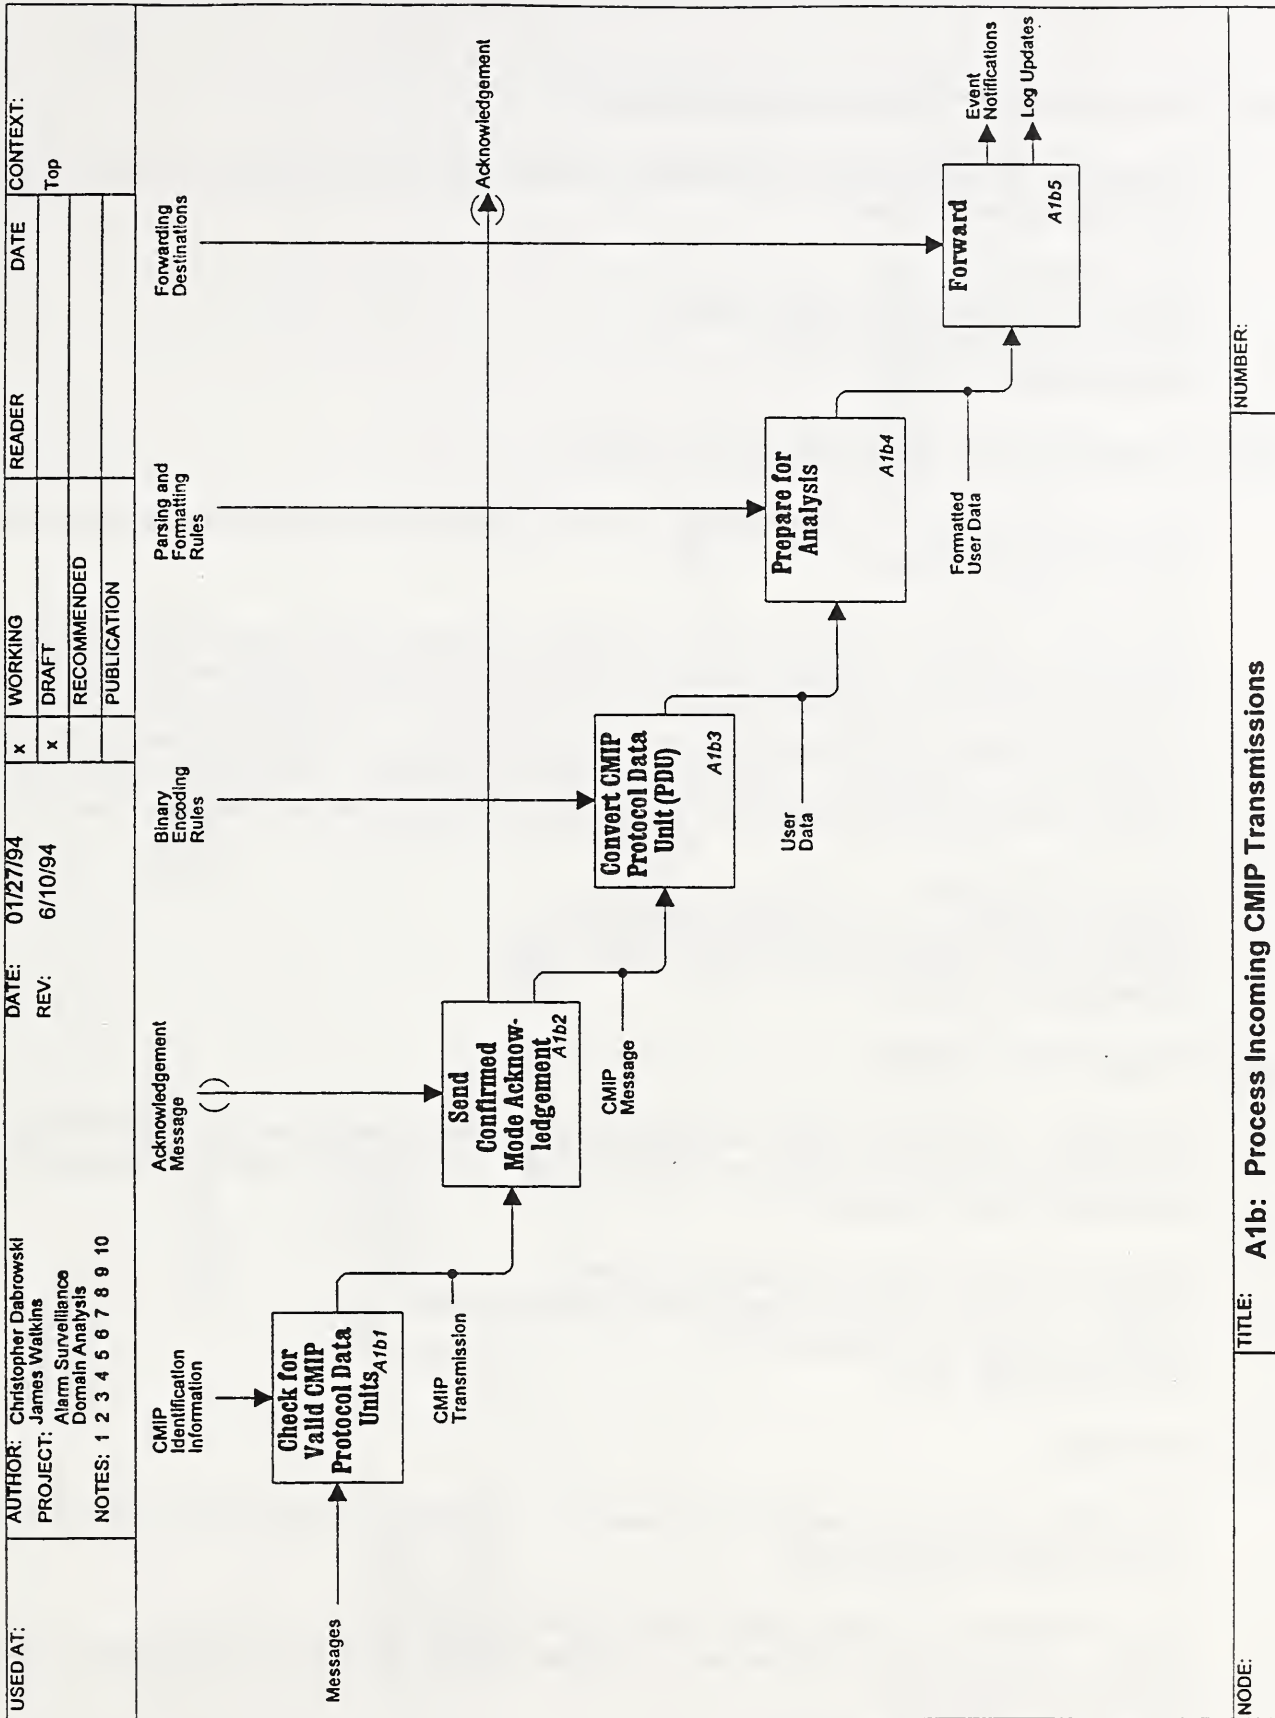 USED AT:
AUTHOR: Christopher Dabrowski
James Watkins
PROJECT:
Alarm Surveillance
Domain Analysis
NOTES: 1 2 3 4 5 6 7 8 9 10
DATE: 01/27/94
REV: 6/10/94
x WORKING
x DRAFT
RECOMMENDED
PUBLICATION
READER DATE
CONTEXT:
Top
CMIP
Identification
Information
Acknowledgement
Message
Binary
Encoding
Rules
Parsing and
Formatting
Rules
Forwarding
Destinations
Messages
Check for
Valid CMIP
Protocol Data
Units
A1b1
CMIP
Transmission
Send
Confirmed
Mode Acknow-
ledgement
A1b2
Acknowledgement
CMIP
Message
Convert CMIP
Protocol Data
Unit (PDU)
A1b3
User
Data
Prepare for
Analysis
A1b4
Formatted
User Data
Forward
A1b5
Event
Notifications
Log Updates
NODE:
TITLE:
A1b: Process Incoming CMIP Transmissions
NUMBER: